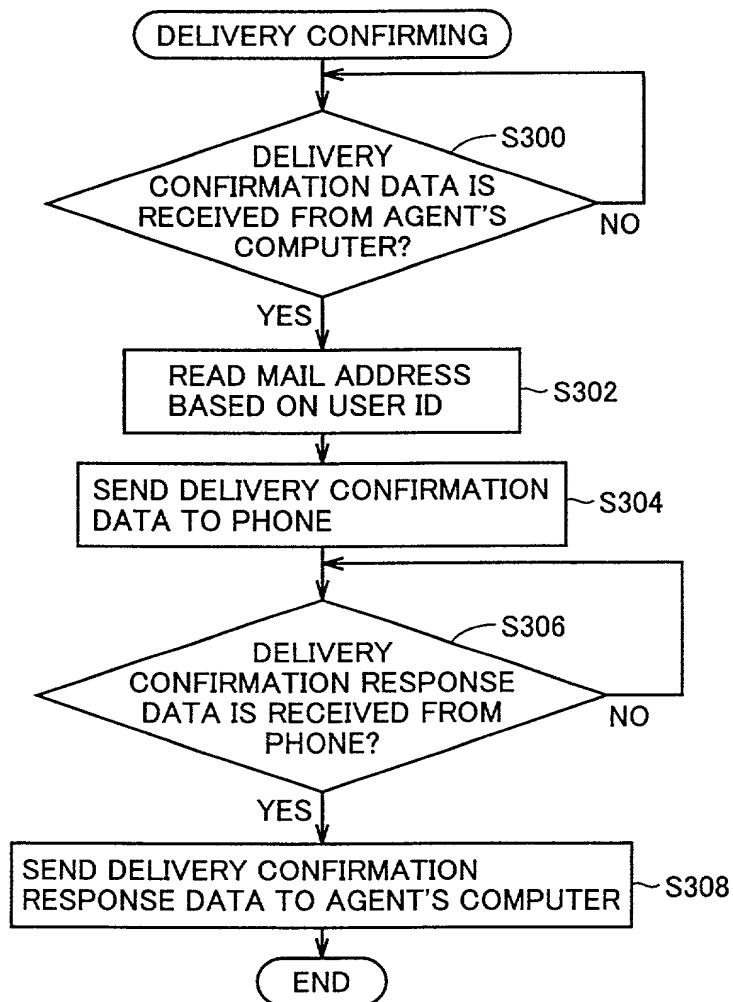 DELIVERY CONFIRMING
S300
DELIVERY
CONFIRMATION DATA IS
RECEIVED FROM AGENT'S
COMPUTER?
NO
YES
READ MAIL ADDRESS
BASED ON USER ID
S302
SEND DELIVERY CONFIRMATION
DATA TO PHONE
S304
S306
DELIVERY
CONFIRMATION RESPONSE
DATA IS RECEIVED FROM
PHONE?
NO
YES
SEND DELIVERY CONFIRMATION
RESPONSE DATA TO AGENT'S COMPUTER
S308
END